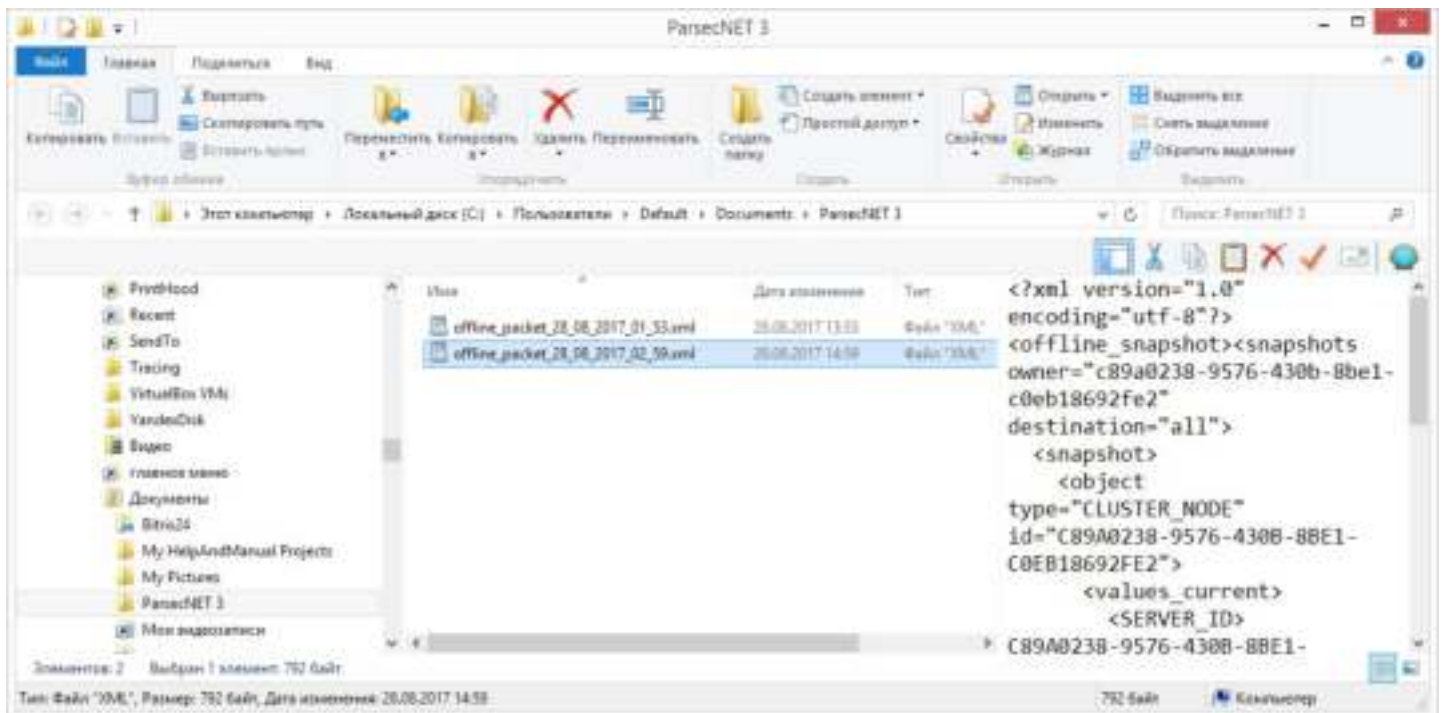 ParsecNET 3
Файл Главная Поделиться Вид
Вырезать
Скопировать путь
Вставить ярлык
Копировать Вставить
Переместить в Копировать в Удалить Переименовать
Создать папку
Создать элемент
Простой доступ
Свойства
Открыть
Изменить
Журнал
Выделить все
Снять выделение
Обратить выделение
Буфер обмена Упорядочить Создать Открыть Выделить
Этот компьютер Локальный диск (C:) Пользователи Default Documents ParsecNET 3
Поиск: ParsecNET 3
PrintHood
Recent
SendTo
Tracing
VirtualBox VMs
YandexDisk
Видео
главное меню
Документы
Bitrix24
My HelpAndManual Projects
My Pictures
ParsecNET 3
Мои видеозаписи
Имя Дата изменения Тип
offline_packet_28_08_2017_01_53.xml 28.08.2017 13:53 Файл "XML"
offline_packet_28_08_2017_02_59.xml 28.08.2017 14:59 Файл "XML"
<?xml version="1.0"
encoding="utf-8"?>
<offline_snapshot><snapshots
owner="c89a0238-9576-430b-8be1-
c0eb18692fe2"
destination="all">
<snapshot>
<object
type="CLUSTER_NODE"
id="C89A0238-9576-430B-8BE1-
C0EB18692FE2">
<values_current>
<SERVER_ID>
C89A0238-9576-430B-8BE1-
Элементов: 2 Выбран 1 элемент: 792 байт
Тип: Файл "XML", Размер: 792 байт, Дата изменения: 28.08.2017 14:59
792 байт Компьютер